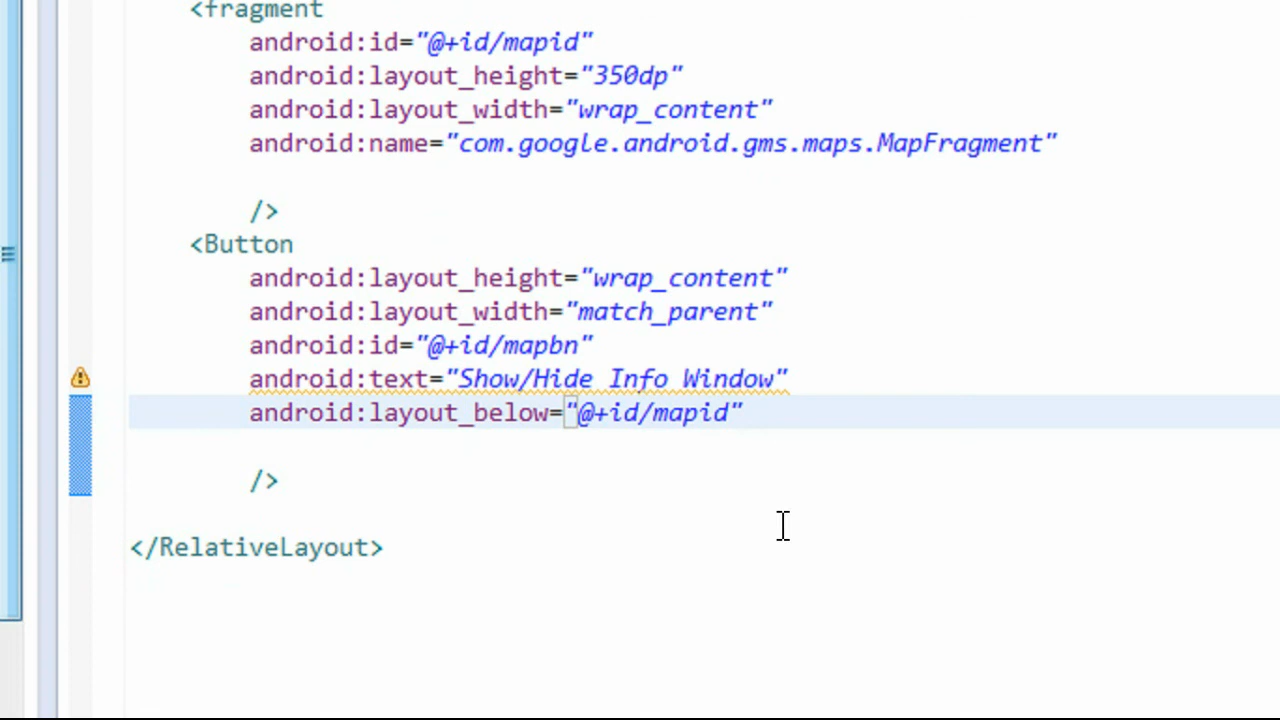 <fragment
android:id="@+id/mapid"
android:layout_height="350dp"
android:layout_width="wrap_content"
android:name="com.google.android.gms.maps.MapFragment"
/>
<Button
android:layout_height="wrap_content"
android:layout_width="match_parent"
android:id="@+id/mapbn"
android:text="Show/Hide Info Window"
android:layout_below="@+id/mapid"
/>
</RelativeLayout>